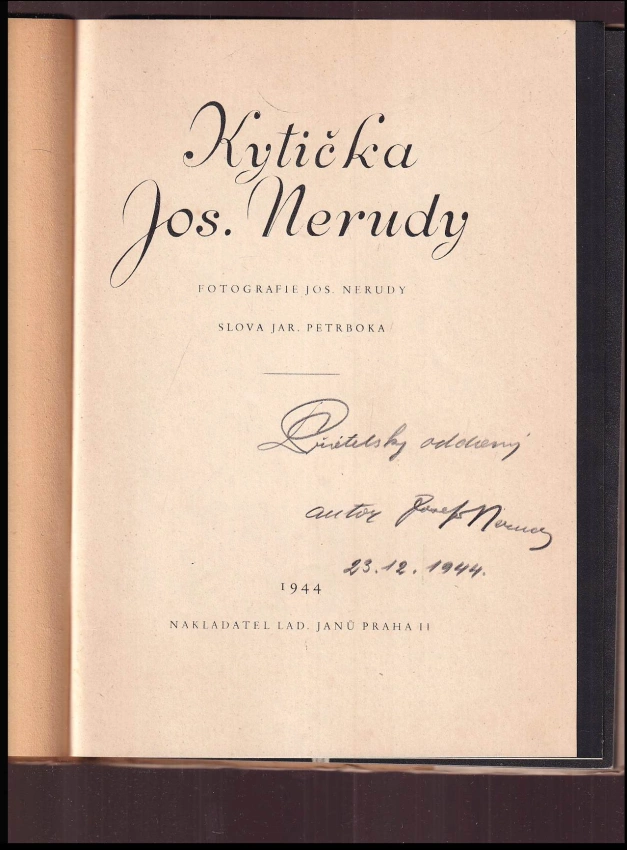 Kytička
Jos. Nerudy
FOTOGRAFIE JOS. NERUDY
SLOVA JAR. PETRBOKA
Přátelsky oddaný
autor Josef Neruda
23.12.1944.
1944
NAKLADATEL LAD. JANŮ PRAHA II